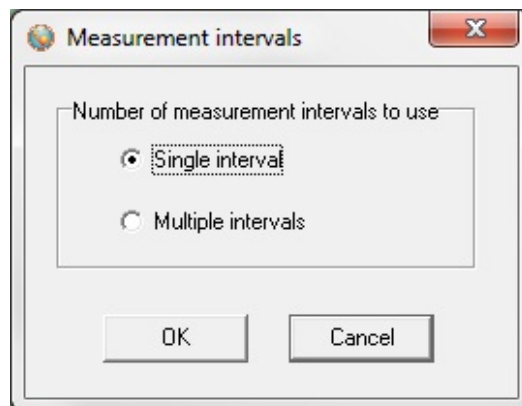 Measurement intervals
Number of measurement intervals to use
Single interval
Multiple intervals
OK Cancel